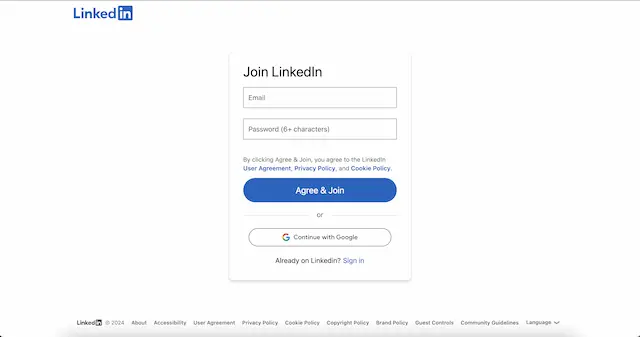 LinkedIn
Join LinkedIn
Email
Password (6+ characters)
By clicking Agree & Join, you agree to the LinkedIn
User Agreement, Privacy Policy, and Cookie Policy.
Agree & Join
or
Continue with Google
Already on Linkedin? Sign in
LinkedIn © 2024 About Accessibility User Agreement Privacy Policy Cookie Policy Copyright Policy Brand Policy Guest Controls Community Guidelines Language